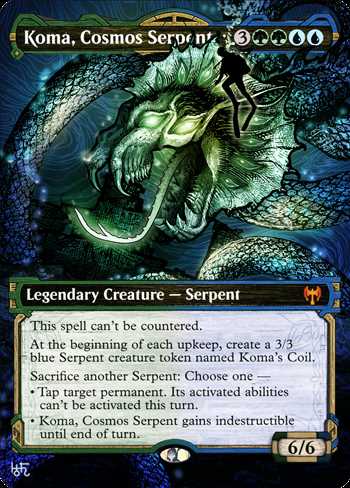 Koma, Cosmos Serpent 3
Legendary Creature — Serpent
This spell can't be countered.
At the beginning of each upkeep, create a 3/3
blue Serpent creature token named Koma's Coil.
Sacrifice another Serpent: Choose one —
• Tap target permanent. Its activated abilities
can't be activated this turn.
• Koma, Cosmos Serpent gains indestructible
until end of turn.
6/6